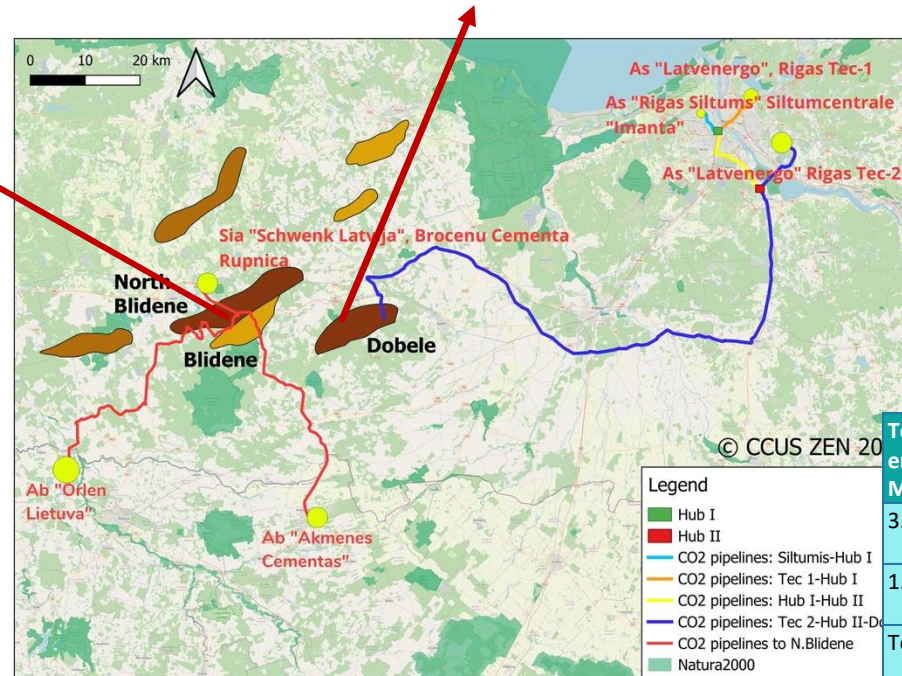 0 10 20 km
As "Latvenergo", Rigas Tec-1
As "Rigas Siltums" Siltumcentrale
"Imanta"
As "Latvenergo" Rigas Tec-2
Sia "Schwenk Latvija", Brocenu Cementa
Rupnica
North
Blidene
Blidene
Dobele
Ab "Orlen
Lietuva"
Ab "Akmenes
Cementas"
© CCUS ZEN 20
Legend
Hub I
Hub II
CO2 pipelines: Siltumis-Hub I
CO2 pipelines: Tec 1-Hub I
CO2 pipelines: Hub I-Hub II
CO2 pipelines: Tec 2-Hub II-Do
CO2 pipelines to N.Blidene
Natura2000
3.
1.